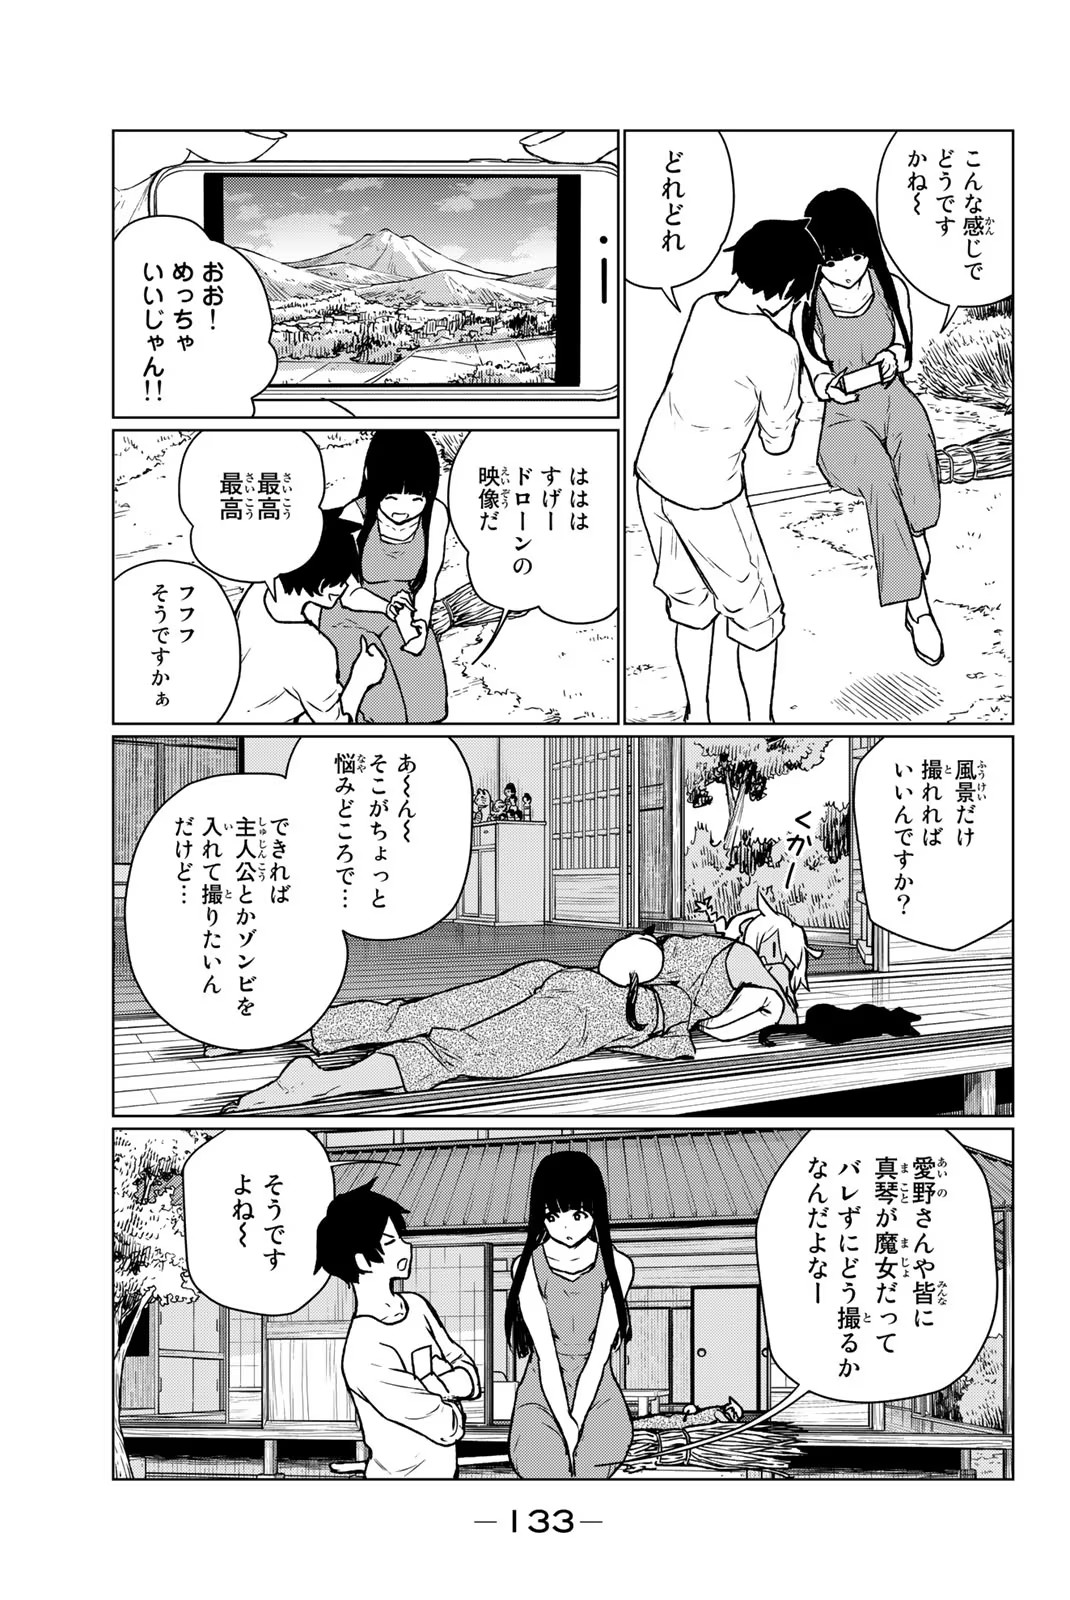 こんな感じで
どうです
かね〜
どれどれ
おお！
めっちゃ
いいじゃん!!
ははは
すげー
ドローンの
映像だ
最高
最高
フフフ
そうですかぁ
風景だけ
撮れれば
いいんですか？
くかー
あ〜ん〜
そこがちょっと
悩みどころで…
できれば
主人公とかゾンビを
入れて撮りたいん
だけど…
愛野さんや皆に
真琴が魔女だって
バレずにどう撮るか
なんだよなー
そうです
よね〜
—133—